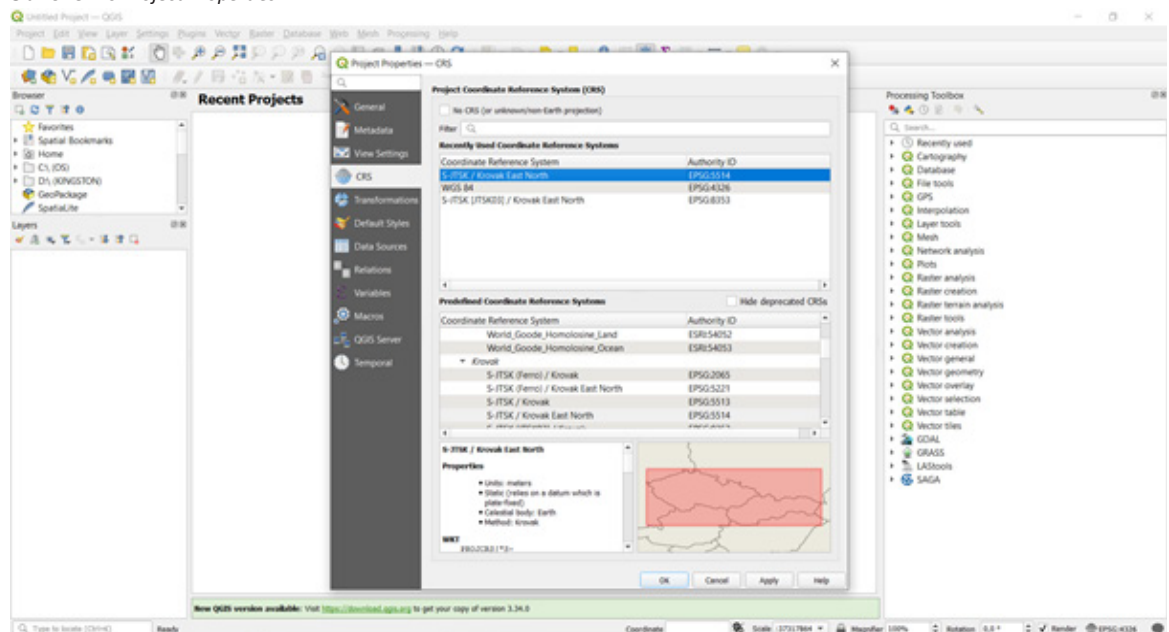 Untitled Project — QGIS
Project Edit View Layer Settings Plugins Vector Raster Database Web Mesh Processing Help
Browser
Favorites
Spatial Bookmarks
Home
C:\ (OS)
D:\ (KINGSTON)
GeoPackage
SpatiaLite
Layers
Recent Projects
Project Properties — CRS
General
Metadata
View Settings
CRS
Transformations
Default Styles
Data Sources
Relations
Variables
Macros
QGIS Server
Temporal
Project Coordinate Reference System (CRS)
No CRS (or unknown/non-Earth projection)
Filter
Recently Used Coordinate Reference Systems
Coordinate Reference System Authority ID
S-JTSK / Krovak East North EPSG:5514
WGS 84 EPSG:4326
S-JTSK [JTSK03] / Krovak East North EPSG:8353
Predefined Coordinate Reference Systems Hide deprecated CRSs
Coordinate Reference System Authority ID
World_Goode_Homolosine_Land ESRI:54052
World_Goode_Homolosine_Ocean ESRI:54053
Krovak
S-JTSK (Ferro) / Krovak EPSG:2065
S-JTSK (Ferro) / Krovak East North EPSG:5221
S-JTSK / Krovak EPSG:5513
S-JTSK / Krovak East North EPSG:5514
S-JTSK / Krovak East North
Properties
• Units: meters
• Static (relies on a datum which is
plate-fixed)
• Celestial body: Earth
• Method: Krovak
WKT
OK Cancel Apply Help
Processing Toolbox
Search...
Recently used
Cartography
Database
File tools
GPS
Interpolation
Layer tools
Mesh
Network analysis
Plots
Raster analysis
Raster creation
Raster terrain analysis
Raster tools
Vector analysis
Vector creation
Vector general
Vector geometry
Vector overlay
Vector selection
Vector table
Vector tiles
GDAL
GRASS
LAStools
SAGA
New QGIS version available: Visit https://download.qgis.org to get your copy of version 3.34.0
Type to locate (Ctrl+K) Ready Coordinate Scale 1:37317864 Magnifier 100% Rotation 0.0 ° Render EPSG:4326